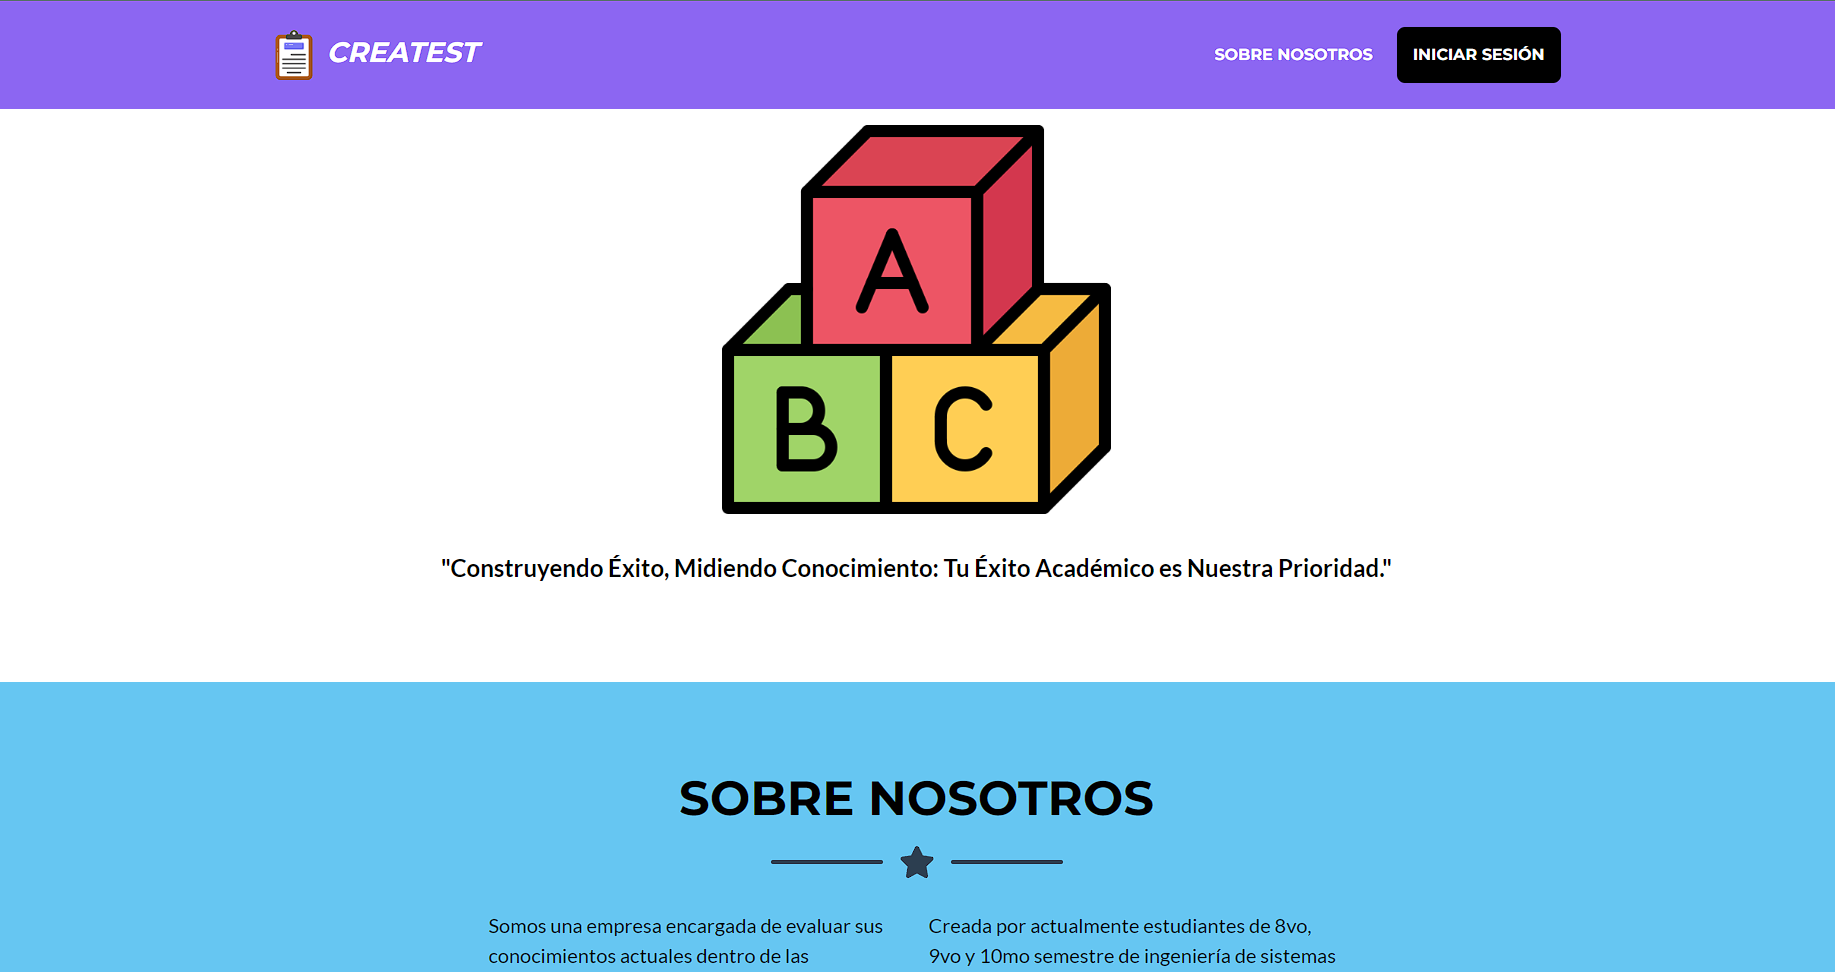 CREATEST
SOBRE NOSOTROS
INICIAR SESIÓN
A
B
C
"Construyendo Éxito, Midiendo Conocimiento: Tu Éxito Académico es Nuestra Prioridad."
SOBRE NOSOTROS
Somos una empresa encargada de evaluar sus
conocimientos actuales dentro de las
Creada por actualmente estudiantes de 8vo,
9vo y 10mo semestre de ingeniería de sistemas